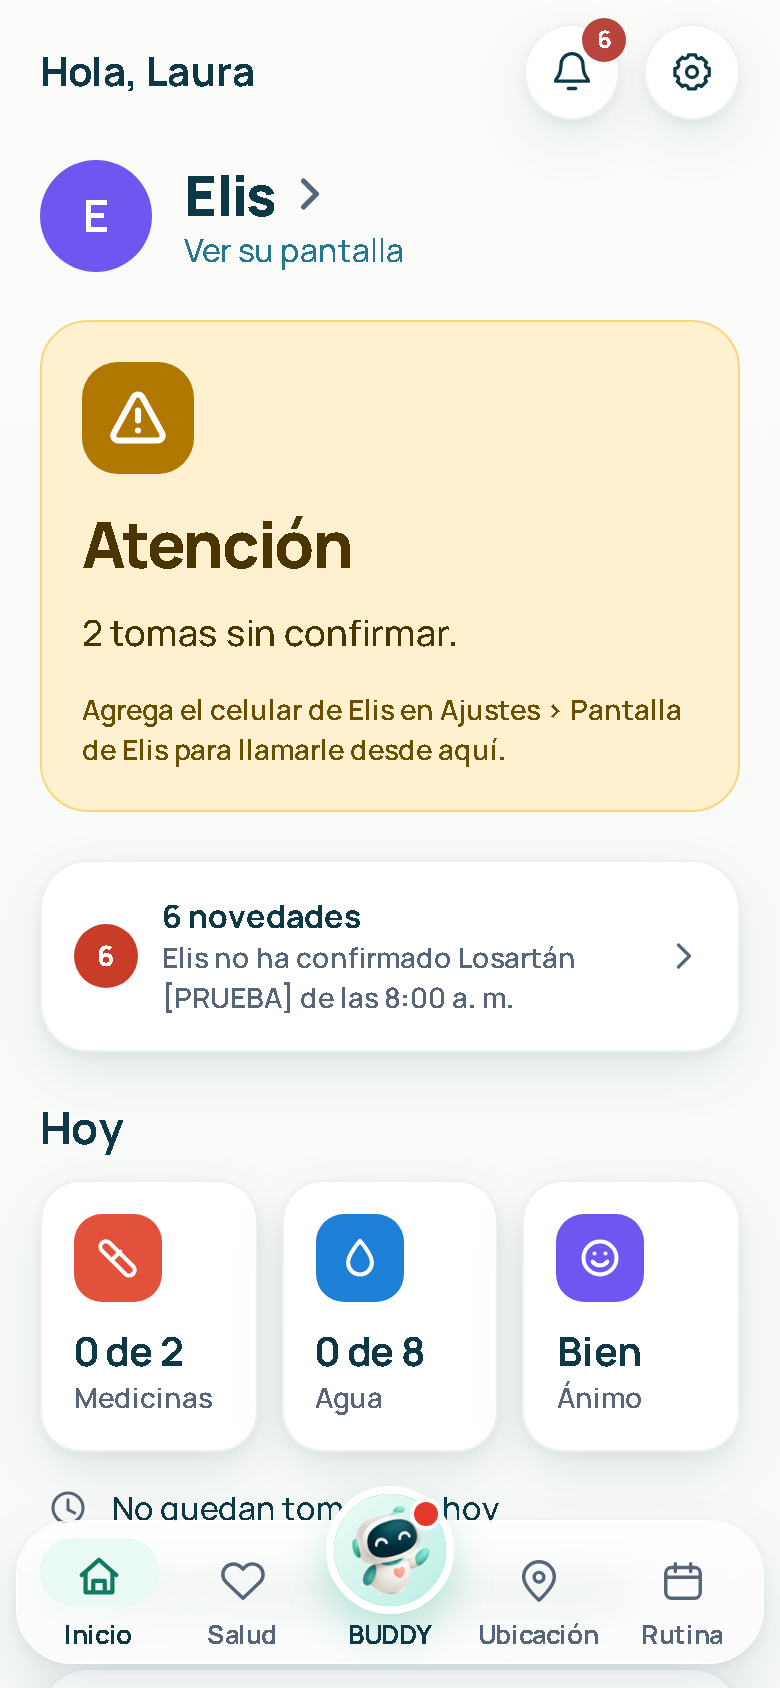 Hola, Laura
6
E
Elis
Ver su pantalla
Atención
2 tomas sin confirmar.
Agrega el celular de Elis en Ajustes > Pantalla
de Elis para llamarle desde aquí.
6
6 novedades
Elis no ha confirmado Losartán
[PRUEBA] de las 8:00 a. m.
Hoy
0 de 2
Medicinas
0 de 8
Agua
Bien
Ánimo
No quedan tom hoy
Inicio
Salud
BUDDY
Ubicación
Rutina